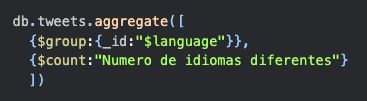 db.tweets.aggregate([
{$group:{_id:"$language"}},
{$count:"Numero de idiomas diferentes"}
])